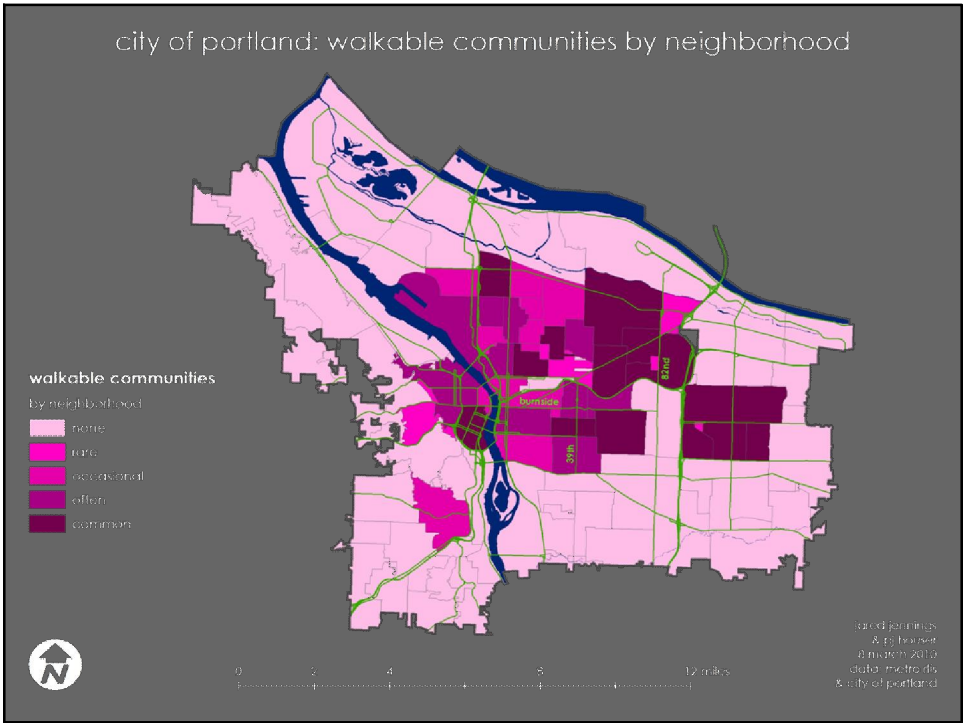 city of portland: walkable communities by neighborhood
walkable communities
by neighborhood
none
rare
occasional
often
common
burnside
39th
82nd
N
0 2 4 8 12 miles
jared jennings
& pj houser
8 march 2010
data: metro rlis
& city of portland